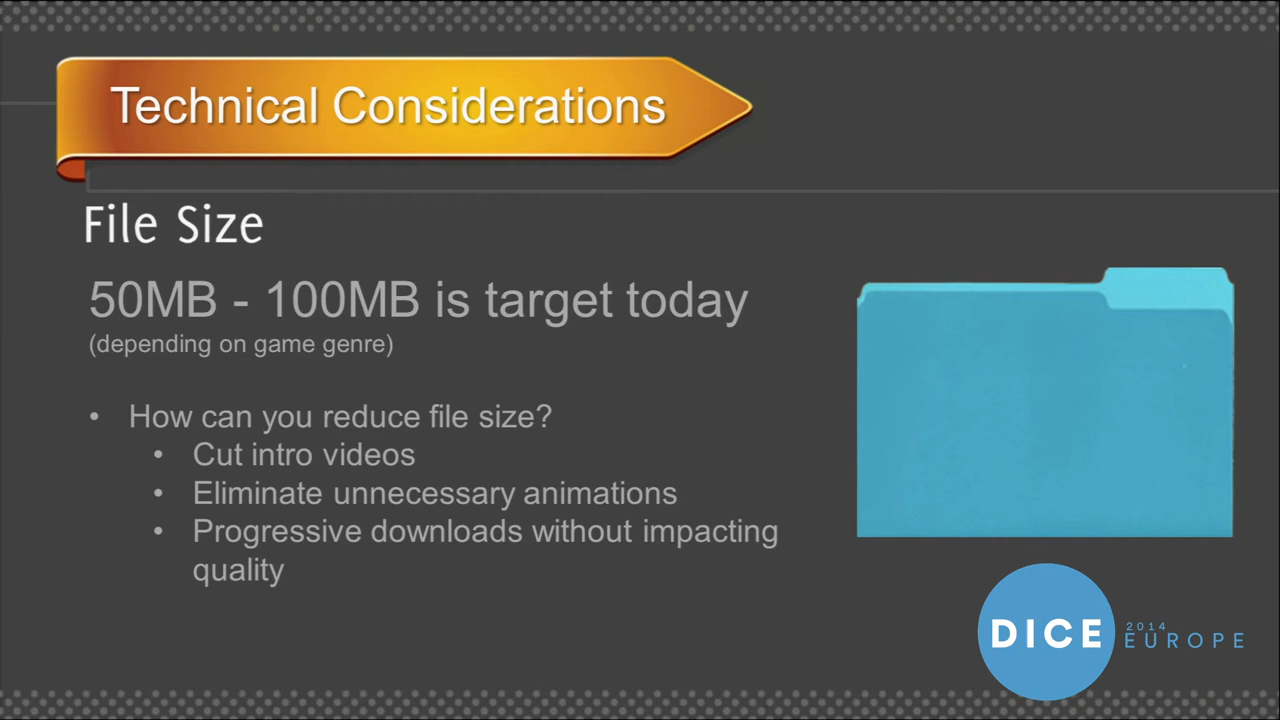 Technical Considerations
File Size
50MB - 100MB is target today
(depending on game genre)
• How can you reduce file size?
• Cut intro videos
• Eliminate unnecessary animations
• Progressive downloads without impacting
quality
DICE
2014
EUROPE